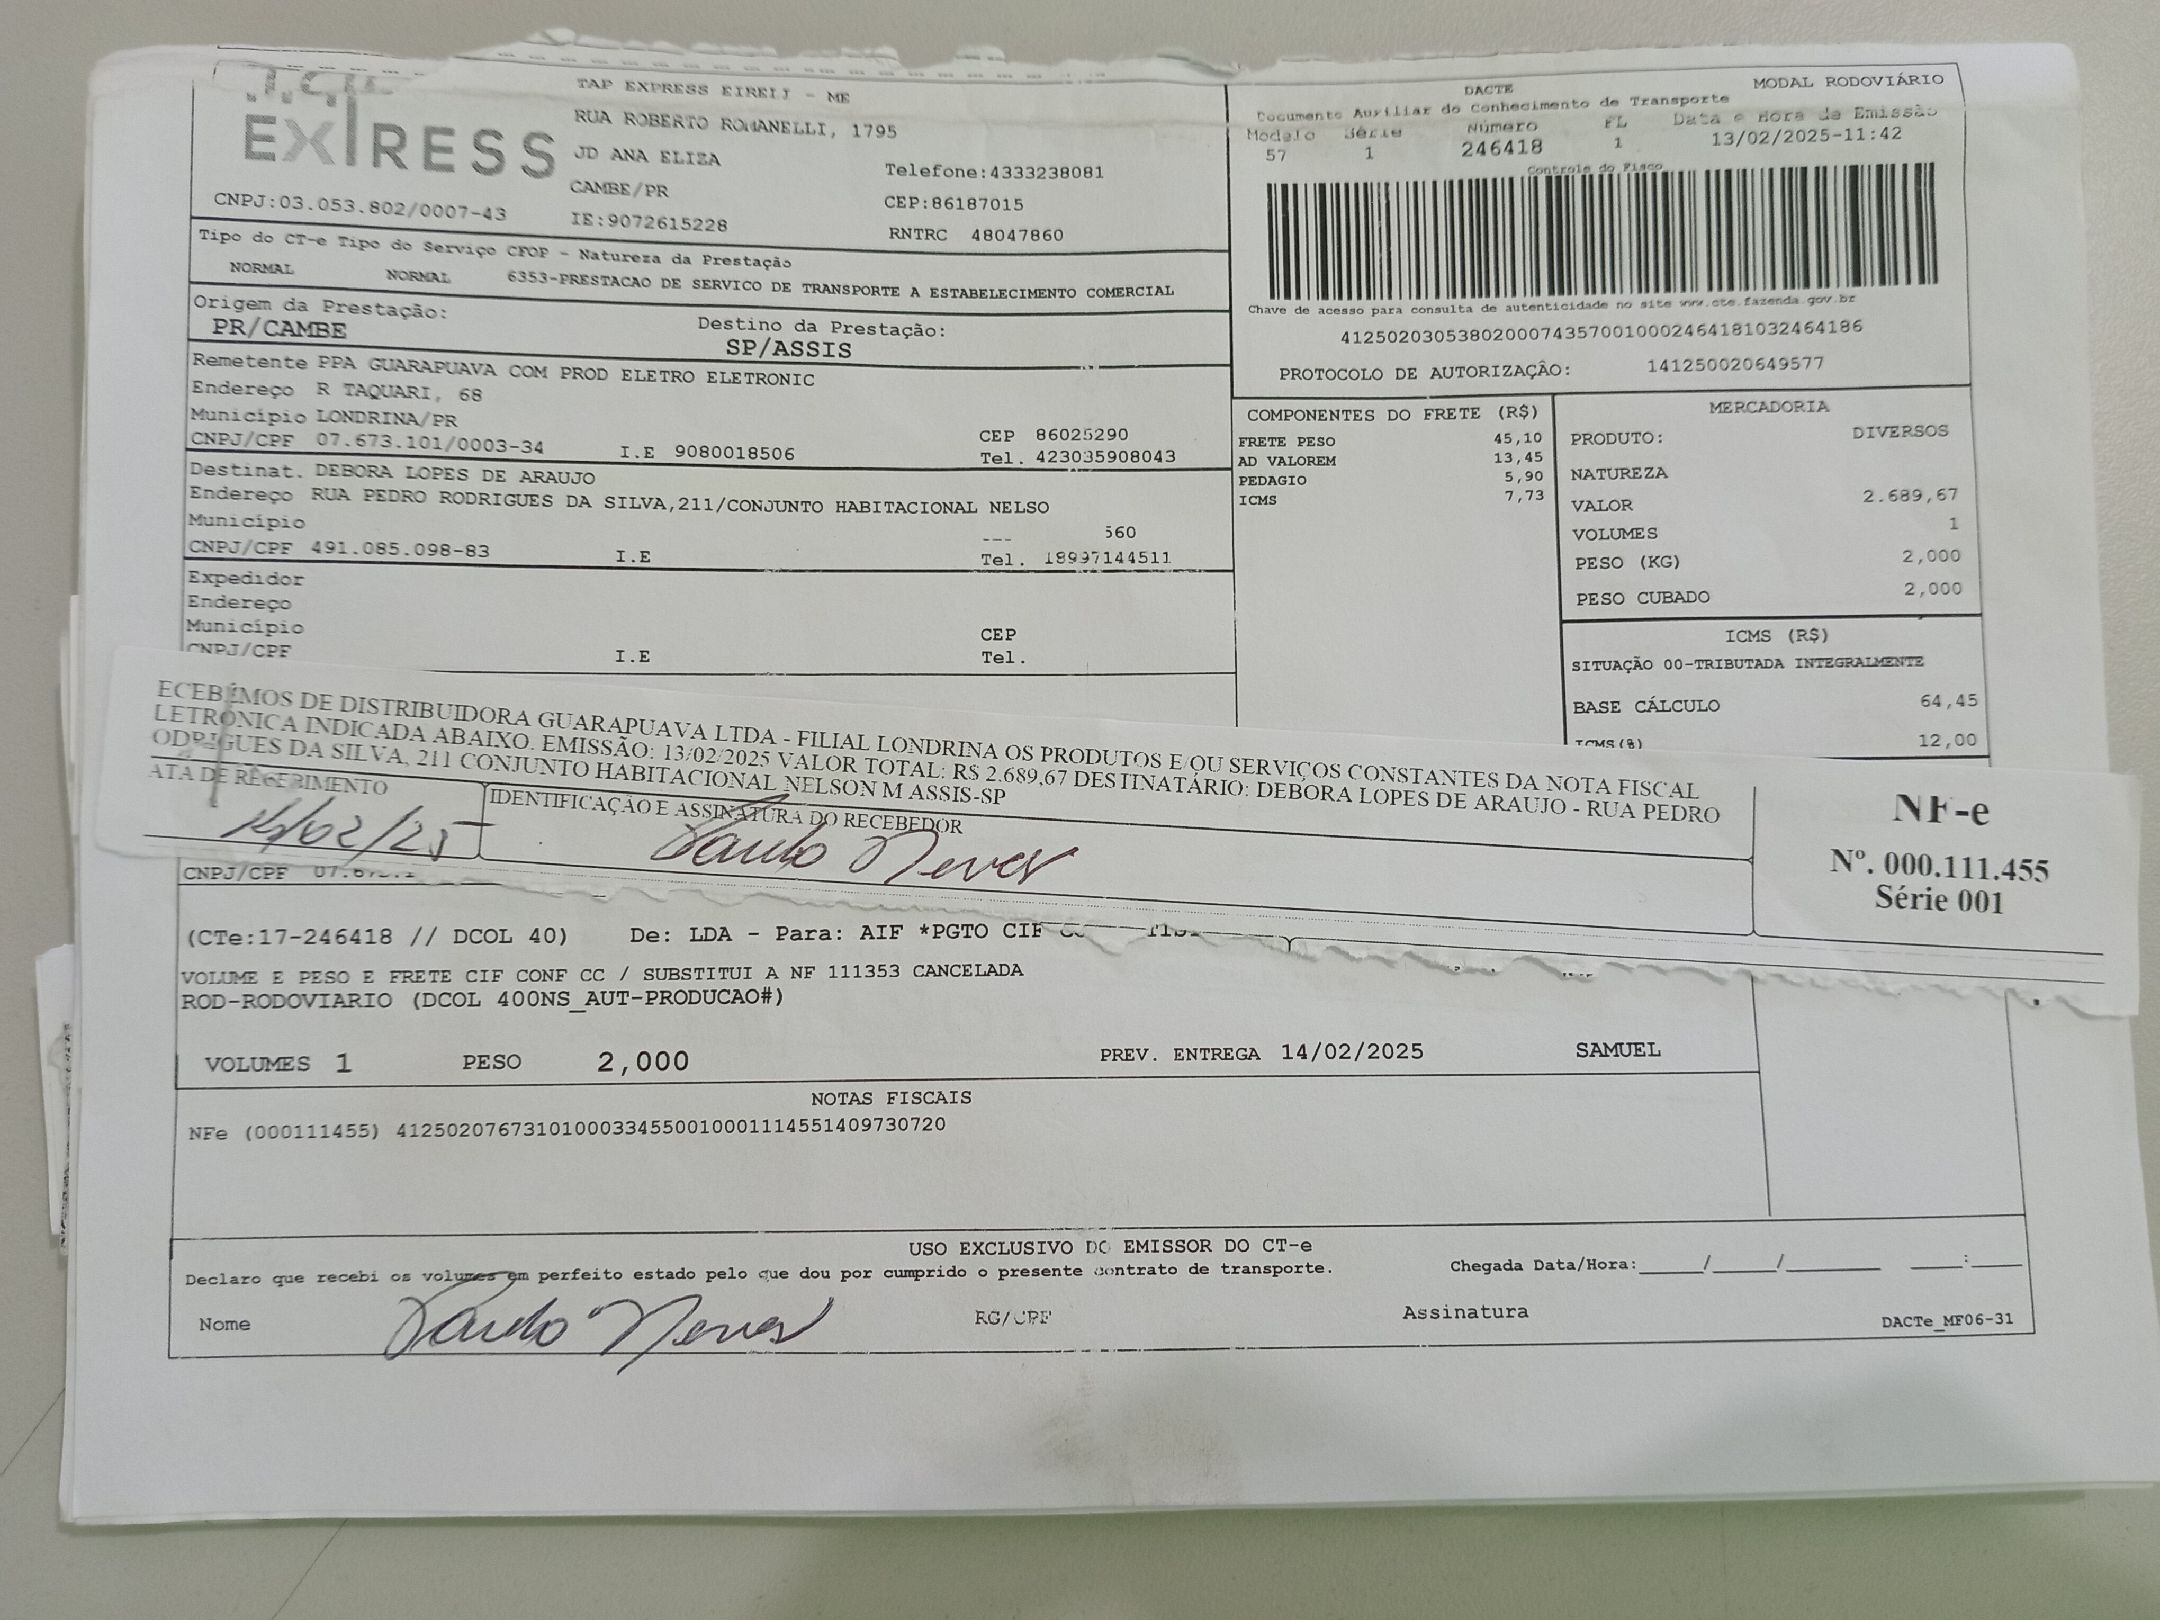 EXPRESS
TAP EXPRESS EIRELI - ME
RUA ROBERTO ROMANELLI, 1795
JD ANA ELIZA
Telefone:4333238081
CAMBE/PR
CEP:86187015
CNPJ:03.053.802/0007-43
IE:9072615228
RNTRC 48047860
DACTE
MODAL RODOVIÁRIO
Documento Auxiliar do Conhecimento de Transporte
Modelo Série Número FL Data e Hora de Emissão
57 1 246418 1 13/02/2025-11:42
Controle do Fisco
Chave de acesso para consulta de autenticidade no site www.cte.fazenda.gov.br
41250203053802000743570010002464181032464186
PROTOCOLO DE AUTORIZAÇÃO: 141250020649577
Tipo do CT-e Tipo do Serviço CFOP - Natureza da Prestação
NORMAL NORMAL 6353-PRESTACAO DE SERVICO DE TRANSPORTE A ESTABELECIMENTO COMERCIAL
Origem da Prestação: Destino da Prestação:
PR/CAMBE SP/ASSIS
Remetente PPA GUARAPUAVA COM PROD ELETRO ELETRONIC
Endereço R TAQUARI, 68
Município LONDRINA/PR CEP 86025290
CNPJ/CPF 07.673.101/0003-34 I.E 9080018506 Tel. 423035908043
Destinat. DEBORA LOPES DE ARAUJO
Endereço RUA PEDRO RODRIGUES DA SILVA,211/CONJUNTO HABITACIONAL NELSO
Município 560
CNPJ/CPF 491.085.098-83 I.E Tel. 18997144511
Expedidor
Endereço
Município CEP
CNPJ/CPF I.E Tel.
COMPONENTES DO FRETE (R$)
FRETE PESO 45,10
AD VALOREM 13,45
PEDAGIO 5,90
ICMS 7,73
MERCADORIA
PRODUTO: DIVERSOS
NATUREZA
VALOR 2.689,67
VOLUMES 1
PESO (KG) 2,000
PESO CUBADO 2,000
ICMS (R$)
SITUAÇÃO 00-TRIBUTADA INTEGRALMENTE
BASE CÁLCULO 64,45
ICMS(%) 12,00
ECEBEMOS DE DISTRIBUIDORA GUARAPUAVA LTDA - FILIAL LONDRINA OS PRODUTOS E/OU SERVIÇOS CONSTANTES DA NOTA FISCAL
LETRÔNICA INDICADA ABAIXO. EMISSÃO: 13/02/2025 VALOR TOTAL: R$ 2.689,67 DESTINATÁRIO: DEBORA LOPES DE ARAUJO - RUA PEDRO
ODRIGUES DA SILVA, 211 CONJUNTO HABITACIONAL NELSON M ASSIS-SP
ATA DE RECEBIMENTO
IDENTIFICAÇÃO E ASSINATURA DO RECEBEDOR
NF-e
Nº. 000.111.455
Série 001
CNPJ/CPF
(CTe:17-246418 // DCOL 40) De: LDA - Para: AIF *PGTO CIF
VOLUME E PESO E FRETE CIF CONF CC / SUBSTITUI A NF 111353 CANCELADA
ROD-RODOVIARIO (DCOL 400NS_AUT-PRODUCAO#)
VOLUMES 1 PESO 2,000 PREV. ENTREGA 14/02/2025 SAMUEL
NOTAS FISCAIS
NFe (000111455) 41250207673101000334550010001114551409730720
USO EXCLUSIVO DO EMISSOR DO CT-e
Declaro que recebi os volumes em perfeito estado pelo que dou por cumprido o presente contrato de transporte.
Chegada Data/Hora:_____/_____/________ ____:____
Nome RG/CPF Assinatura
DACTe_MF06-31